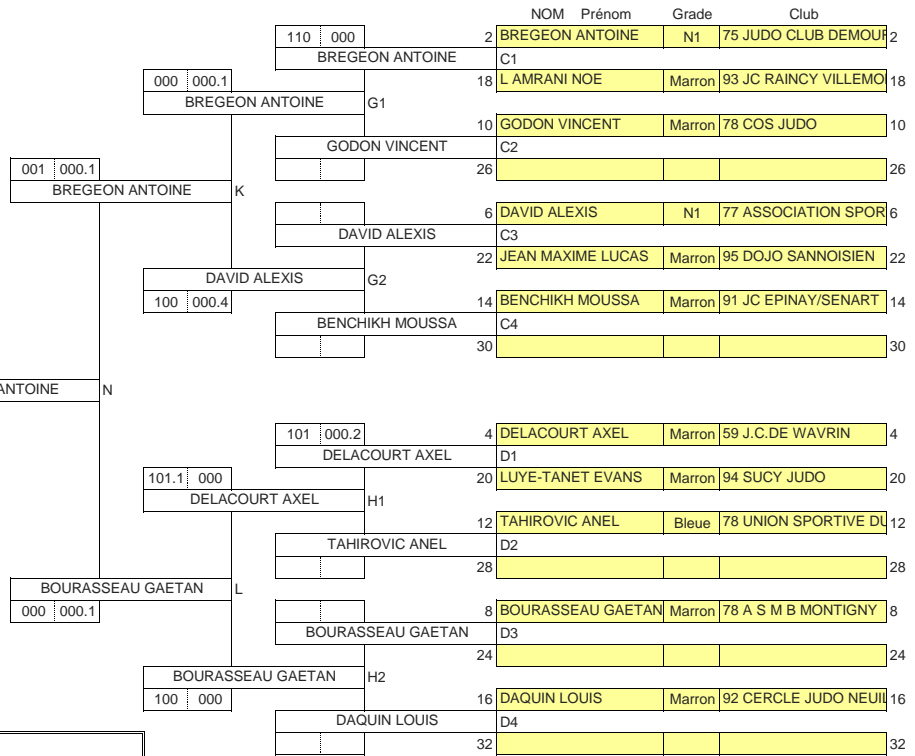 NOM Prénom Grade Club
110 000 2 BREGEON ANTOINE N1 75 JUDO CLUB DEMOUR 2
BREGEON ANTOINE C1
000 000.1 18 L AMRANI NOE Marron 93 JC RAINCY VILLEMO 18
BREGEON ANTOINE G1
10 GODON VINCENT Marron 78 COS JUDO 10
GODON VINCENT C2
001 000.1 26 26
BREGEON ANTOINE K
6 DAVID ALEXIS N1 77 ASSOCIATION SPOR 6
DAVID ALEXIS C3
22 JEAN MAXIME LUCAS Marron 95 DOJO SANNOISIEN 22
DAVID ALEXIS G2
100 000.4 14 BENCHIKH MOUSSA Marron 91 JC EPINAY/SENART 14
BENCHIKH MOUSSA C4
30 30
ANTOINE N
101 000.2 4 DELACOURT AXEL Marron 59 J.C.DE WAVRIN 4
DELACOURT AXEL D1
101.1 000 20 LUYE-TANET EVANS Marron 94 SUCY JUDO 20
DELACOURT AXEL H1
12 TAHIROVIC ANEL Bleue 78 UNION SPORTIVE DU 12
TAHIROVIC ANEL D2
28 28
BOURASSEAU GAETAN L
000 000.1 8 BOURASSEAU GAETAN Marron 78 A S M B MONTIGNY 8
BOURASSEAU GAETAN D3
24 24
BOURASSEAU GAETAN H2
100 000 16 DAQUIN LOUIS Marron 92 CERCLE JUDO NEUIL 16
DAQUIN LOUIS D4
32 32